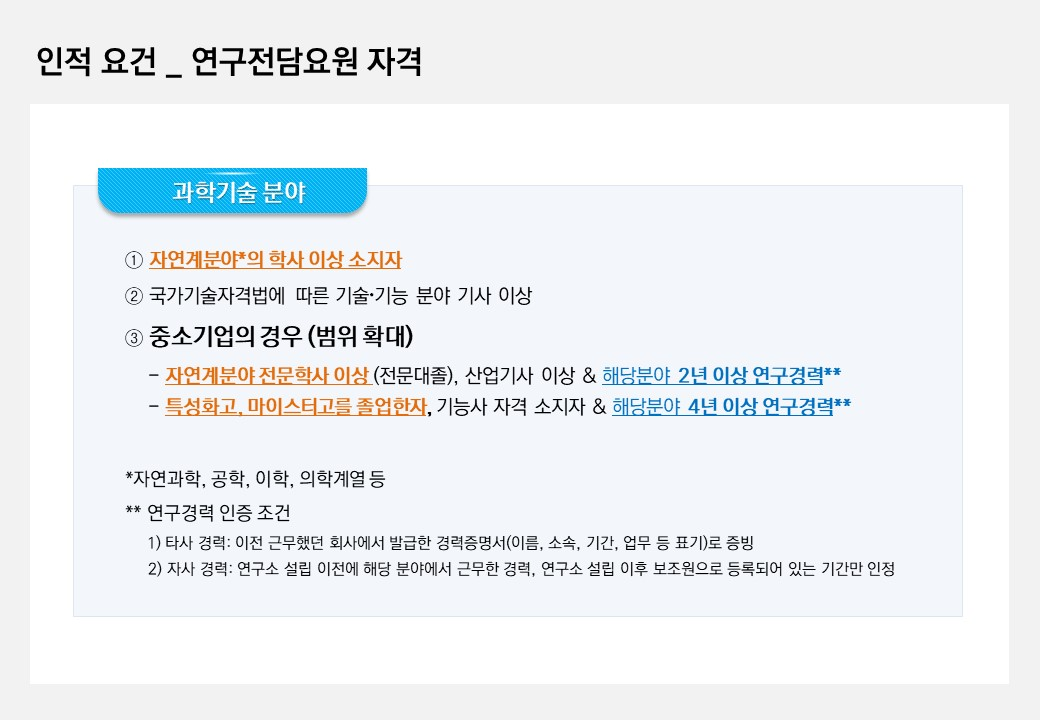 인적 요건 _ 연구전담요원 자격
과학기술 분야
① 자연계분야*의 학사 이상 소지자
② 국가기술자격법에 따른 기술·기능 분야 기사 이상
③ 중소기업의 경우 (범위 확대)
– 자연계분야 전문학사 이상 (전문대졸), 산업기사 이상 & 해당분야 2년 이상 연구경력**
– 특성화고, 마이스터고를 졸업한자, 기능사 자격 소지자 & 해당분야 4년 이상 연구경력**
*자연과학, 공학, 이학, 의학계열 등
** 연구경력 인증 조건
1) 타사 경력: 이전 근무했던 회사에서 발급한 경력증명서(이름, 소속, 기간, 업무 등 표기)로 증빙
2) 자사 경력: 연구소 설립 이전에 해당 분야에서 근무한 경력, 연구소 설립 이후 보조원으로 등록되어 있는 기간만 인정